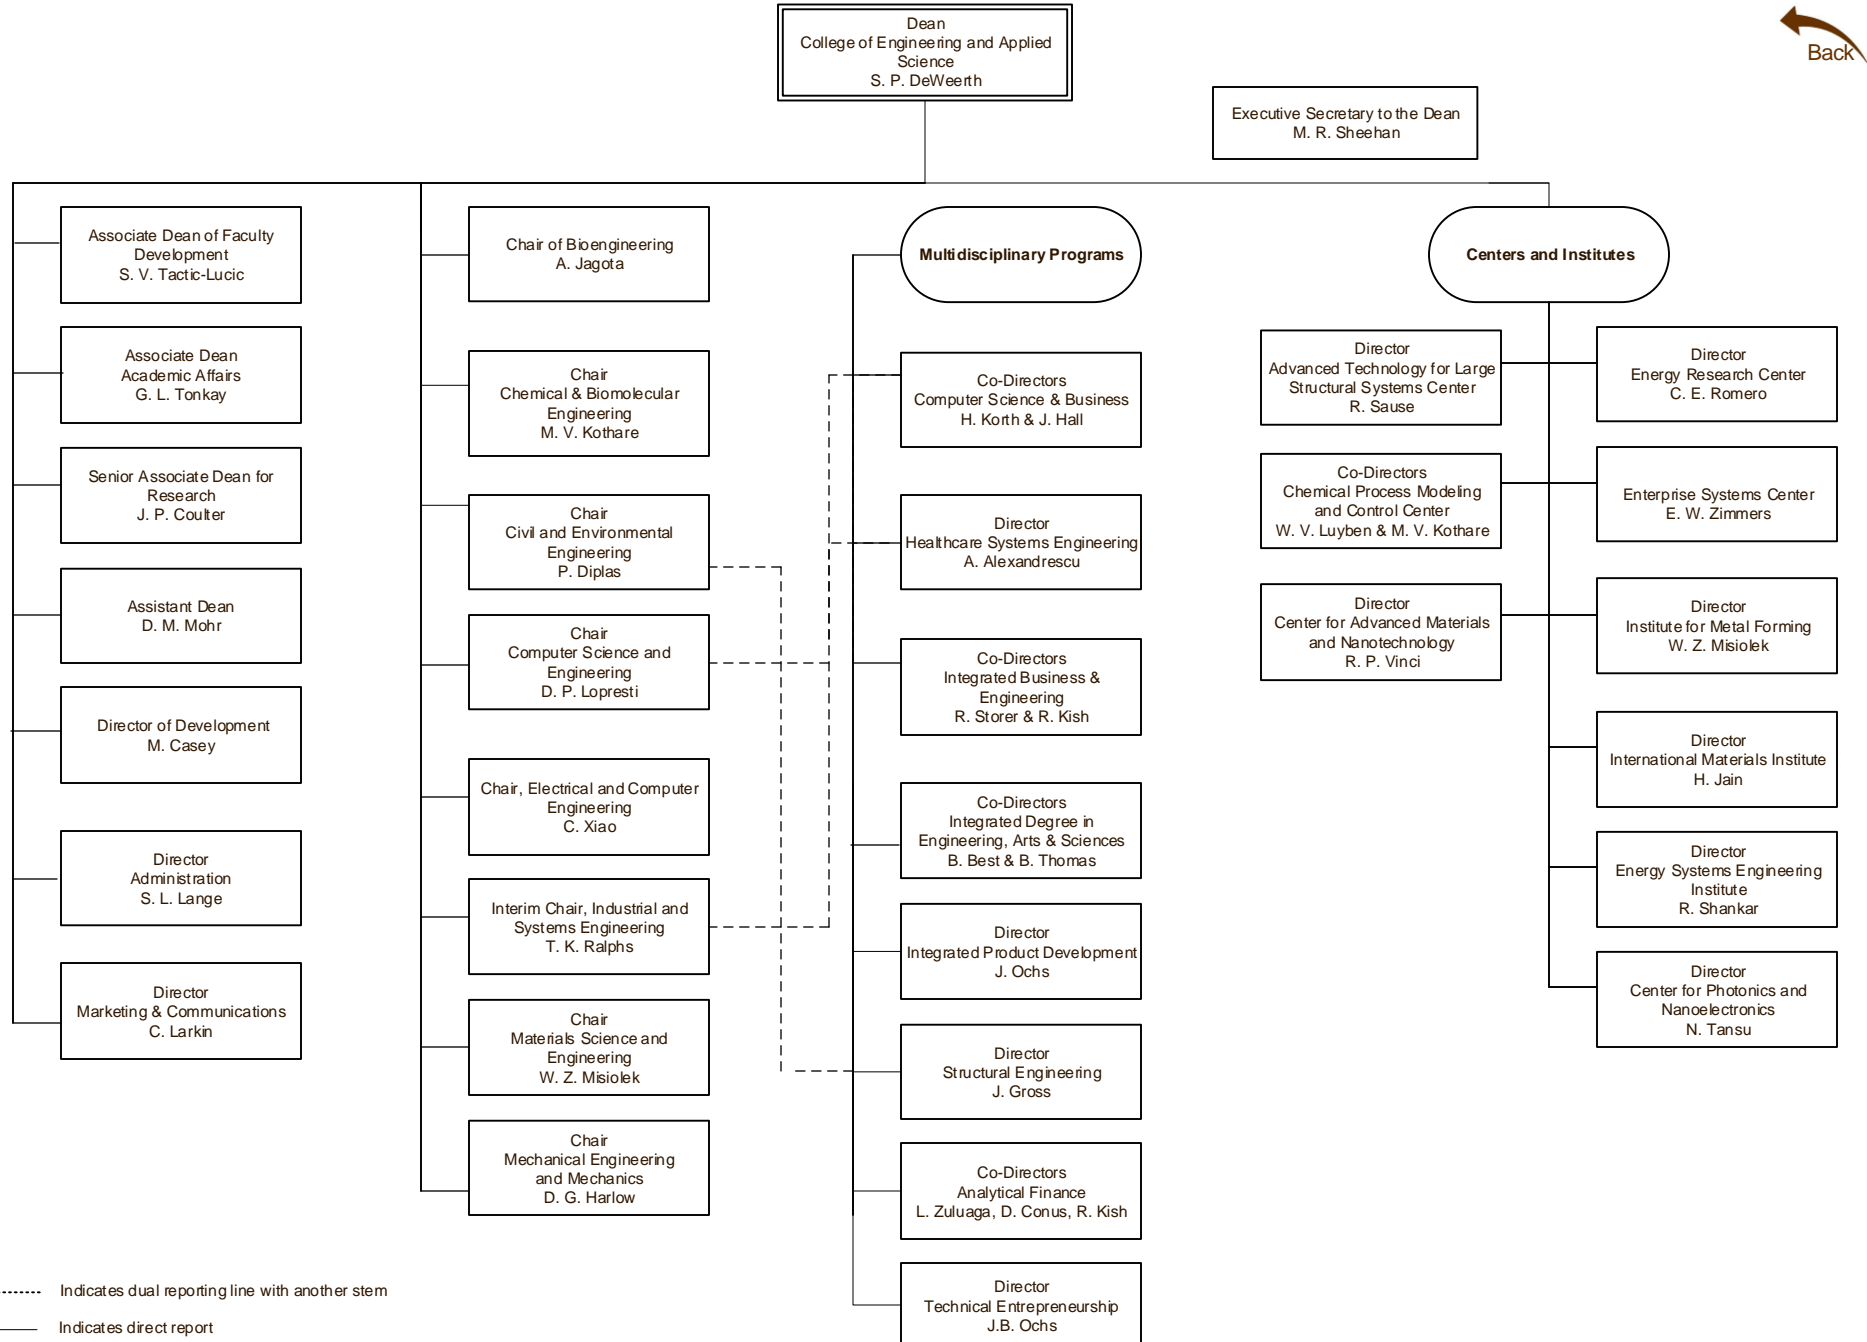 Dean
College of Engineering and Applied
Science
S. P. DeWeerth
Back
Executive Secretary to the Dean
M. R. Sheehan
Associate Dean of Faculty
Development
S. V. Tactic-Lucic
Associate Dean
Academic Affairs
G. L. Tonkay
Senior Associate Dean for
Research
J. P. Coulter
Assistant Dean
D. M. Mohr
Director of Development
M. Casey
Director
Administration
S. L. Lange
Director
Marketing & Communications
C. Larkin
Chair of Bioengineering
A. Jagota
Chair
Chemical & Biomolecular
Engineering
M. V. Kothare
Chair
Civil and Environmental
Engineering
P. Diplas
Chair
Computer Science and
Engineering
D. P. Lopresti
Chair, Electrical and Computer
Engineering
C. Xiao
Interim Chair, Industrial and
Systems Engineering
T. K. Ralphs
Chair
Materials Science and
Engineering
W. Z. Misiolek
Chair
Mechanical Engineering
and Mechanics
D. G. Harlow
Multidisciplinary Programs
Co-Directors
Computer Science & Business
H. Korth & J. Hall
Director
Healthcare Systems Engineering
A. Alexandrescu
Co-Directors
Integrated Business &
Engineering
R. Storer & R. Kish
Co-Directors
Integrated Degree in
Engineering, Arts & Sciences
B. Best & B. Thomas
Director
Integrated Product Development
J. Ochs
Director
Structural Engineering
J. Gross
Co-Directors
Analytical Finance
L. Zuluaga, D. Conus, R. Kish
Director
Technical Entrepreneurship
J.B. Ochs
Centers and Institutes
Director
Advanced Technology for Large
Structural Systems Center
R. Sause
Co-Directors
Chemical Process Modeling
and Control Center
W. V. Luyben & M. V. Kothare
Director
Center for Advanced Materials
and Nanotechnology
R. P. Vinci
Director
Energy Research Center
C. E. Romero
Enterprise Systems Center
E. W. Zimmers
Director
Institute for Metal Forming
W. Z. Misiolek
Director
International Materials Institute
H. Jain
Director
Energy Systems Engineering
Institute
R. Shankar
Director
Center for Photonics and
Nanoelectronics
N. Tansu
Indicates dual reporting line with another stem
Indicates direct report